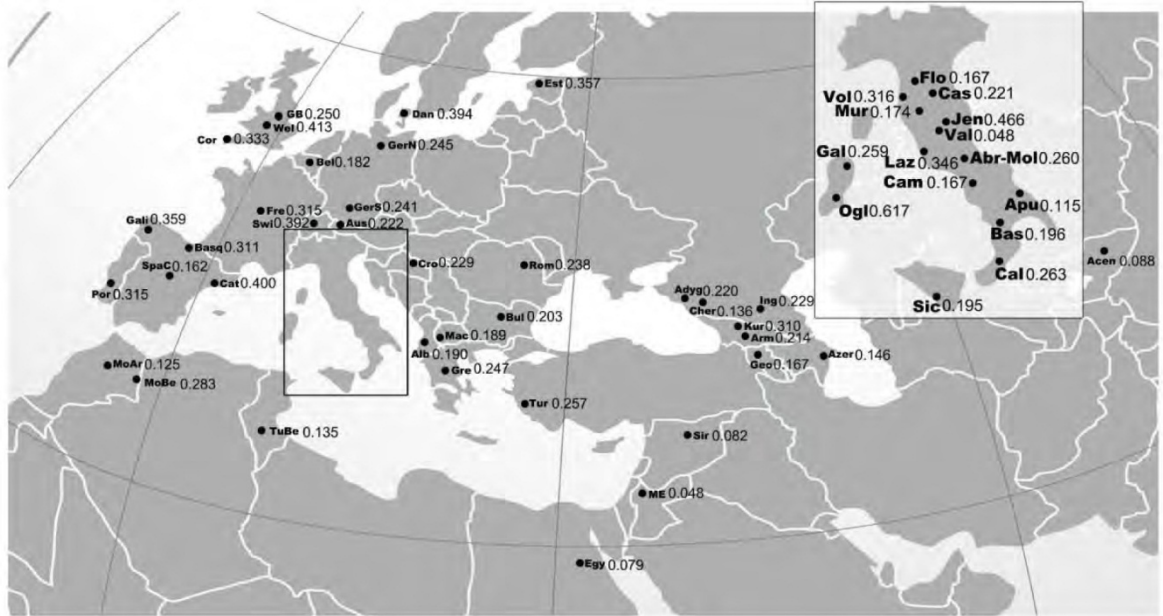 Est 0.357
GB 0.250
Wel 0.413
Dan 0.394
Cor 0.333
GerN 0.245
Bel 0.182
Fre 0.315
GerS 0.241
Swi 0.392
Aus 0.222
Gali 0.359
Basq 0.311
SpaC 0.162
Por 0.315
Cat 0.400
Cro 0.229
Rom 0.238
Bul 0.203
Mac 0.189
Alb 0.190
Gre 0.247
Tur 0.257
MoAr 0.125
MoBe 0.283
TuBe 0.135
Adyg 0.220
Cher 0.136
Ing 0.229
Kur 0.310
Arm 0.214
Geo 0.167
Azer 0.146
Acen 0.088
Sir 0.082
ME 0.048
Egy 0.079
Flo 0.167
Vol 0.316
Cas 0.221
Mur 0.174
Jen 0.466
Val 0.048
Gal 0.259
Laz 0.346
Abr-Mol 0.260
Cam 0.167
Ogl 0.617
Apu 0.115
Bas 0.196
Cal 0.263
Sic 0.195